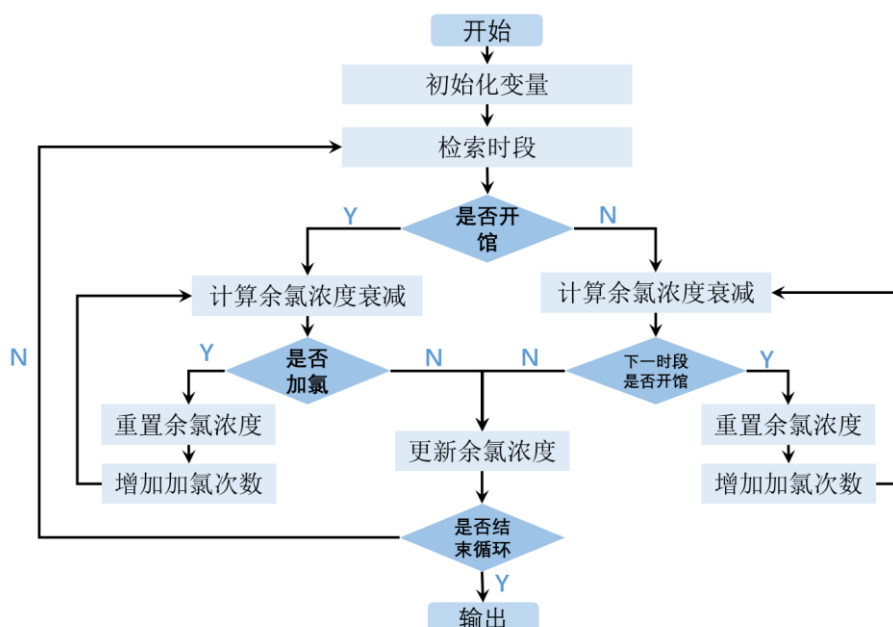 开始
初始化变量
检索时段
Y
是否开
馆
N
计算余氯浓度衰减
计算余氯浓度衰减
N
Y
是否
加氯
N
N
下一时段
是否开馆
Y
重置余氯浓度
更新余氯浓度
重置余氯浓度
增加加氯次数
增加加氯次数
是否结
束循环
Y
输出